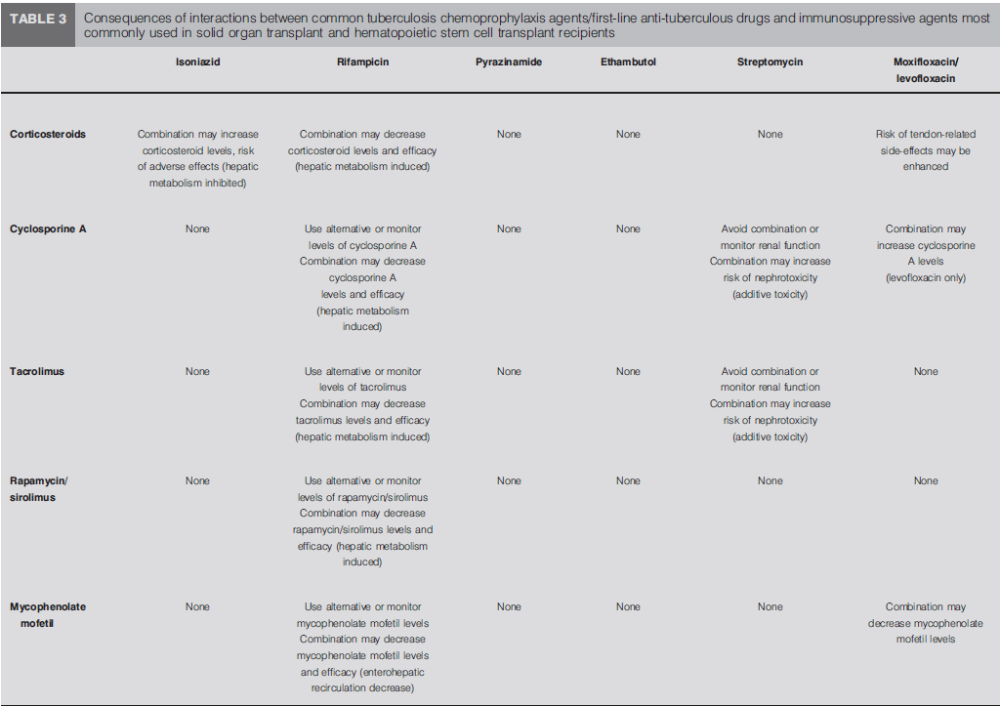 TABLE 3
Consequences of interactions between common tuberculosis chemoprophylaxis agents/first-line anti-tuberculous drugs and immunosuppressive agents most
commonly used in solid organ transplant and hematopoietic stem cell transplant recipients
Isoniazid
Rifampicin
Pyrazinamide
Ethambutol
Streptomycin
Moxifloxacin/
levofloxacin
Corticosteroids
Combination may increase
corticosteroid levels, risk
of adverse effects (hepatic
metabolism inhibited)
Combination may decrease
corticosteroid levels and efficacy
(hepatic metabolism induced)
None
None
None
Risk of tendon-related
side-effects may be
enhanced
Cyclosporine A
None
Use alternative or monitor
levels of cyclosporine A
Combination may decrease
cyclosporine A
levels and efficacy
(hepatic metabolism
induced)
None
None
Avoid combination or
monitor renal function
Combination may increase
risk of nephrotoxicity
(additive toxicity)
Combination may
increase cyclosporine
A levels
(levofloxacin only)
Tacrolimus
None
Use alternative or monitor
levels of tacrolimus
Combination may decrease
tacrolimus levels and efficacy
(hepatic metabolism induced)
None
None
Avoid combination or
monitor renal function
Combination may increase
risk of nephrotoxicity
(additive toxicity)
None
Rapamycin/
sirolimus
None
Use alternative or monitor
levels of rapamycin/sirolimus
Combination may decrease
rapamycin/sirolimus levels and
efficacy (hepatic metabolism
induced)
None
None
None
None
Mycophenolate
mofetil
None
Use alternative or monitor
mycophenolate mofetil levels
Combination may decrease
mycophenolate mofetil levels
and efficacy (enterohepatic
recirculation decrease)
None
None
None
Combination may
decrease mycophenolate
mofetil levels